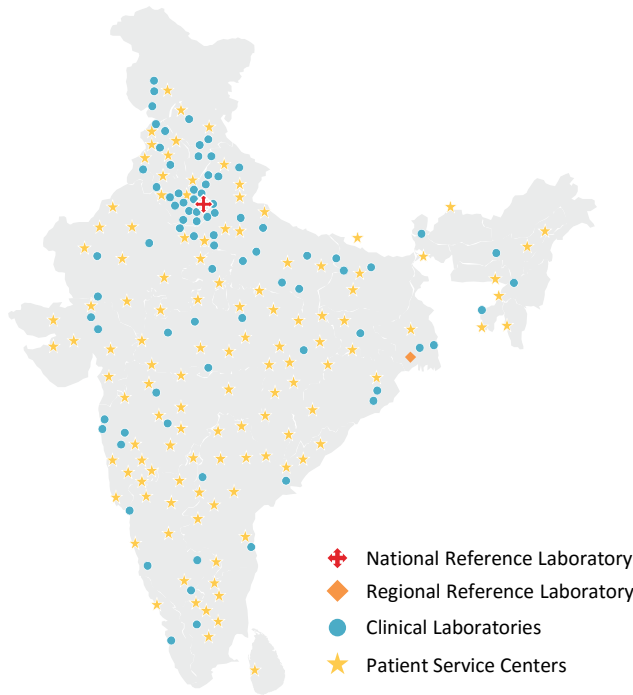 National Reference Laboratory
Regional Reference Laboratory
Clinical Laboratories
Patient Service Centers